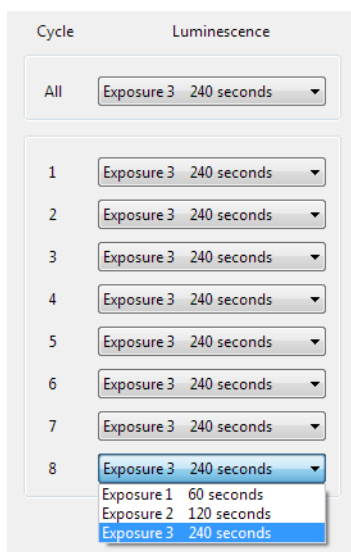 Cycle Luminescence
All Exposure 3 240 seconds
1 Exposure 3 240 seconds
2 Exposure 3 240 seconds
3 Exposure 3 240 seconds
4 Exposure 3 240 seconds
5 Exposure 3 240 seconds
6 Exposure 3 240 seconds
7 Exposure 3 240 seconds
8 Exposure 3 240 seconds
Exposure 1 60 seconds
Exposure 2 120 seconds
Exposure 3 240 seconds